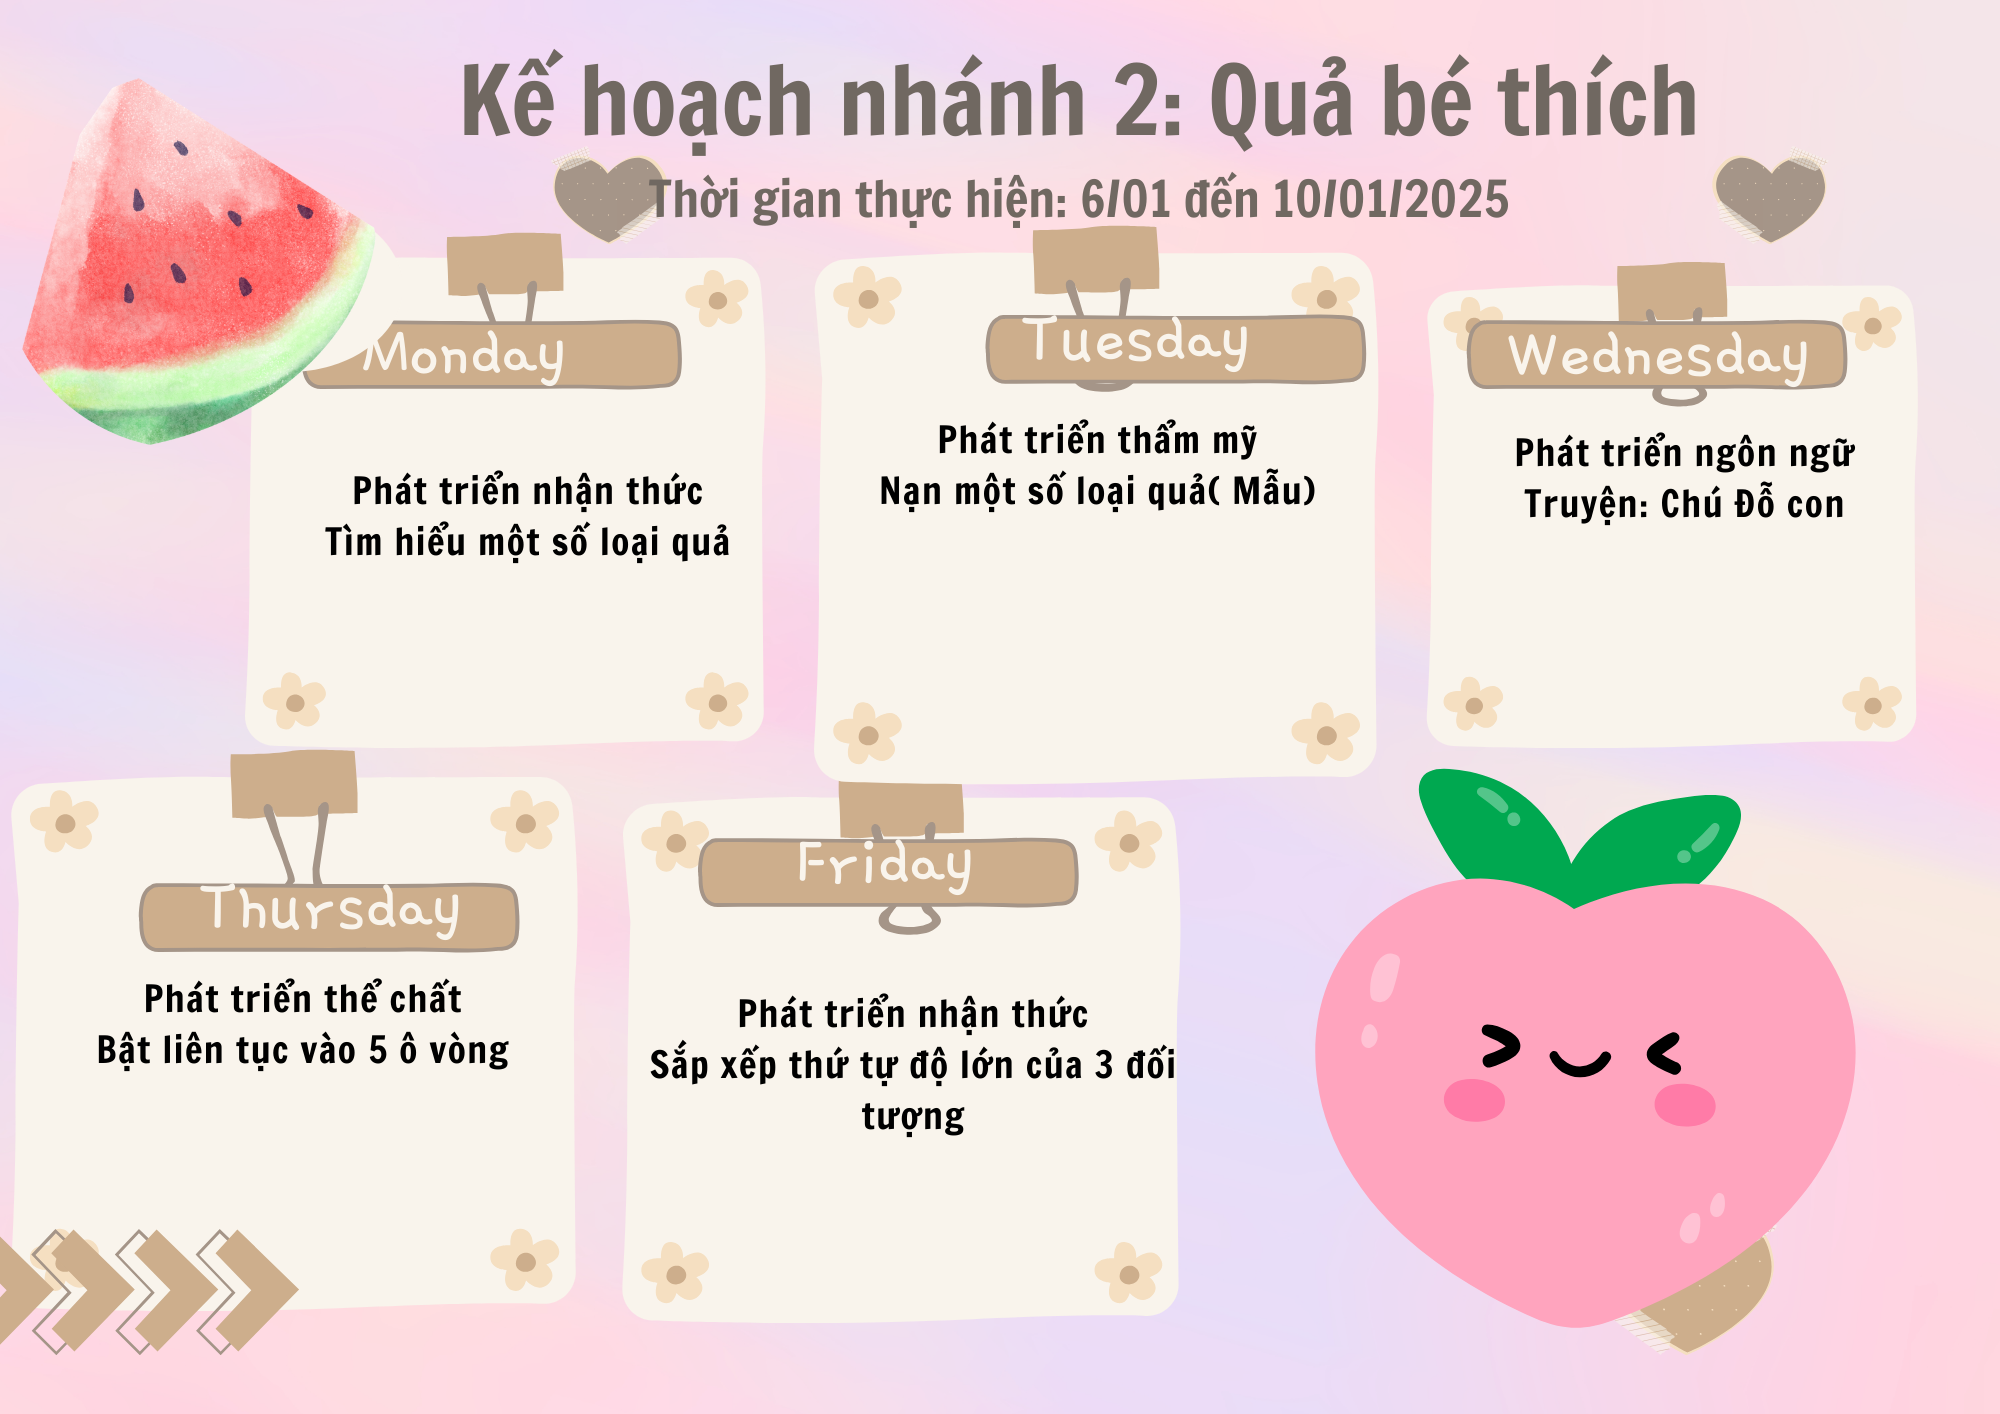 Kế hoạch nhánh 2: Quả bé thích
Thời gian thực hiện: 6/01 đến 10/01/2025
Monday
Phát triển nhận thức
Tìm hiểu một số loại quả
Tuesday
Phát triển thẩm mỹ
Nạn một số loại quả( Mẫu)
Wednesday
Phát triển ngôn ngữ
Truyện: Chú Đỗ con
Thursday
Phát triển thể chất
Bật liên tục vào 5 ô vòng
Friday
Phát triển nhận thức
Sắp xếp thứ tự độ lớn của 3 đối
tượng